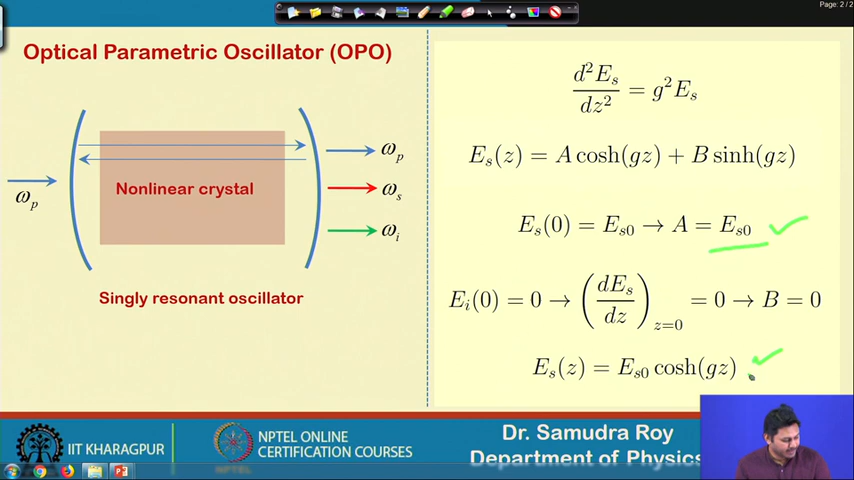 Page: 2 / 2
Optical Parametric Oscillator (OPO)
ω_p
Nonlinear crystal
ω_p
ω_s
ω_i
Singly resonant oscillator
d²E_s/dz² = g²E_s
E_s(z) = A cosh(gz) + B sinh(gz)
E_s(0) = E_s0 → A = E_s0
E_i(0) = 0 → (dE_s/dz)_{z=0} = 0 → B = 0
E_s(z) = E_s0 cosh(gz)
IIT KHARAGPUR
NPTEL ONLINE
CERTIFICATION COURSES
Dr. Samudra Roy
Department of Physics